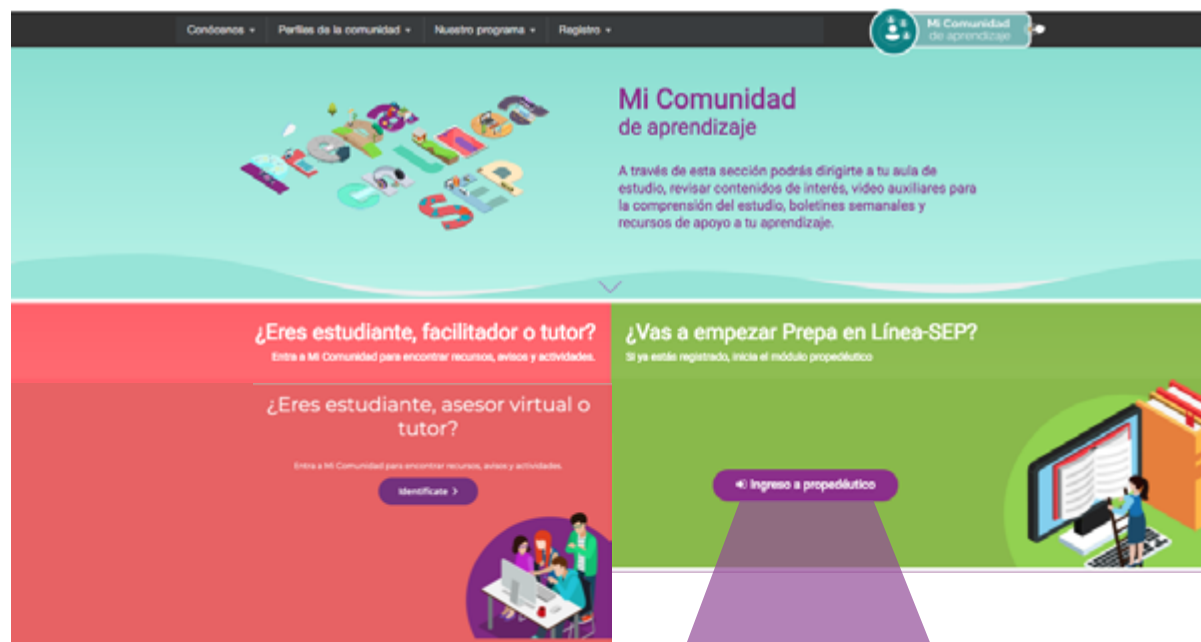 Conócenos
Perfiles de la comunidad
Nuestro programa
Registro
Mi Comunidad
de aprendizaje
Prepa en
Línea
SEP
Mi Comunidad
de aprendizaje
A través de esta sección podrás dirigirte a tu aula de
estudio, revisar contenidos de interés, video auxiliares para
la comprensión del estudio, boletines semanales y
recursos de apoyo a tu aprendizaje.
¿Eres estudiante, facilitador o tutor?
Entra a Mi Comunidad para encontrar recursos, avisos y actividades.
¿Eres estudiante, asesor virtual o
tutor?
Entra a Mi Comunidad para encontrar recursos, avisos y actividades.
Identifícate >
¿Vas a empezar Prepa en Línea-SEP?
Si ya estás registrado, inicia el módulo propedéutico
Ingreso a propedéutico